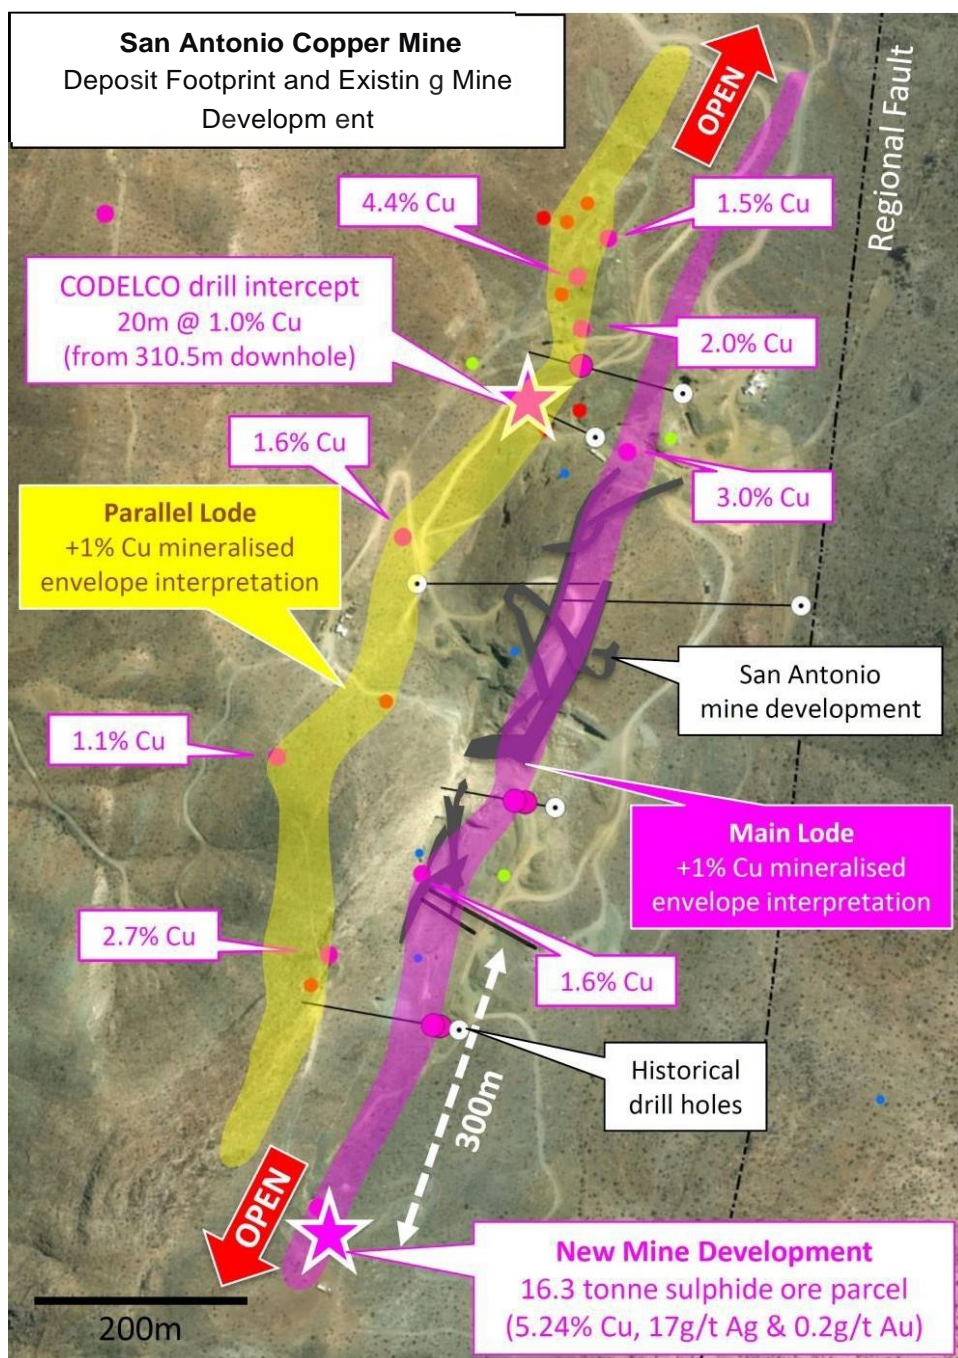 San Antonio Copper Mine
Deposit Footprint and Existin g Mine
Developm ent
OPEN
Regional Fault
4.4% Cu
1.5% Cu
CODELCO drill intercept
20m @ 1.0% Cu
(from 310.5m downhole)
2.0% Cu
1.6% Cu
3.0% Cu
Parallel Lode
+1% Cu mineralised
envelope interpretation
San Antonio
mine development
1.1% Cu
Main Lode
+1% Cu mineralised
envelope interpretation
2.7% Cu
1.6% Cu
Historical
drill holes
300m
OPEN
New Mine Development
16.3 tonne sulphide ore parcel
(5.24% Cu, 17g/t Ag & 0.2g/t Au)
200m